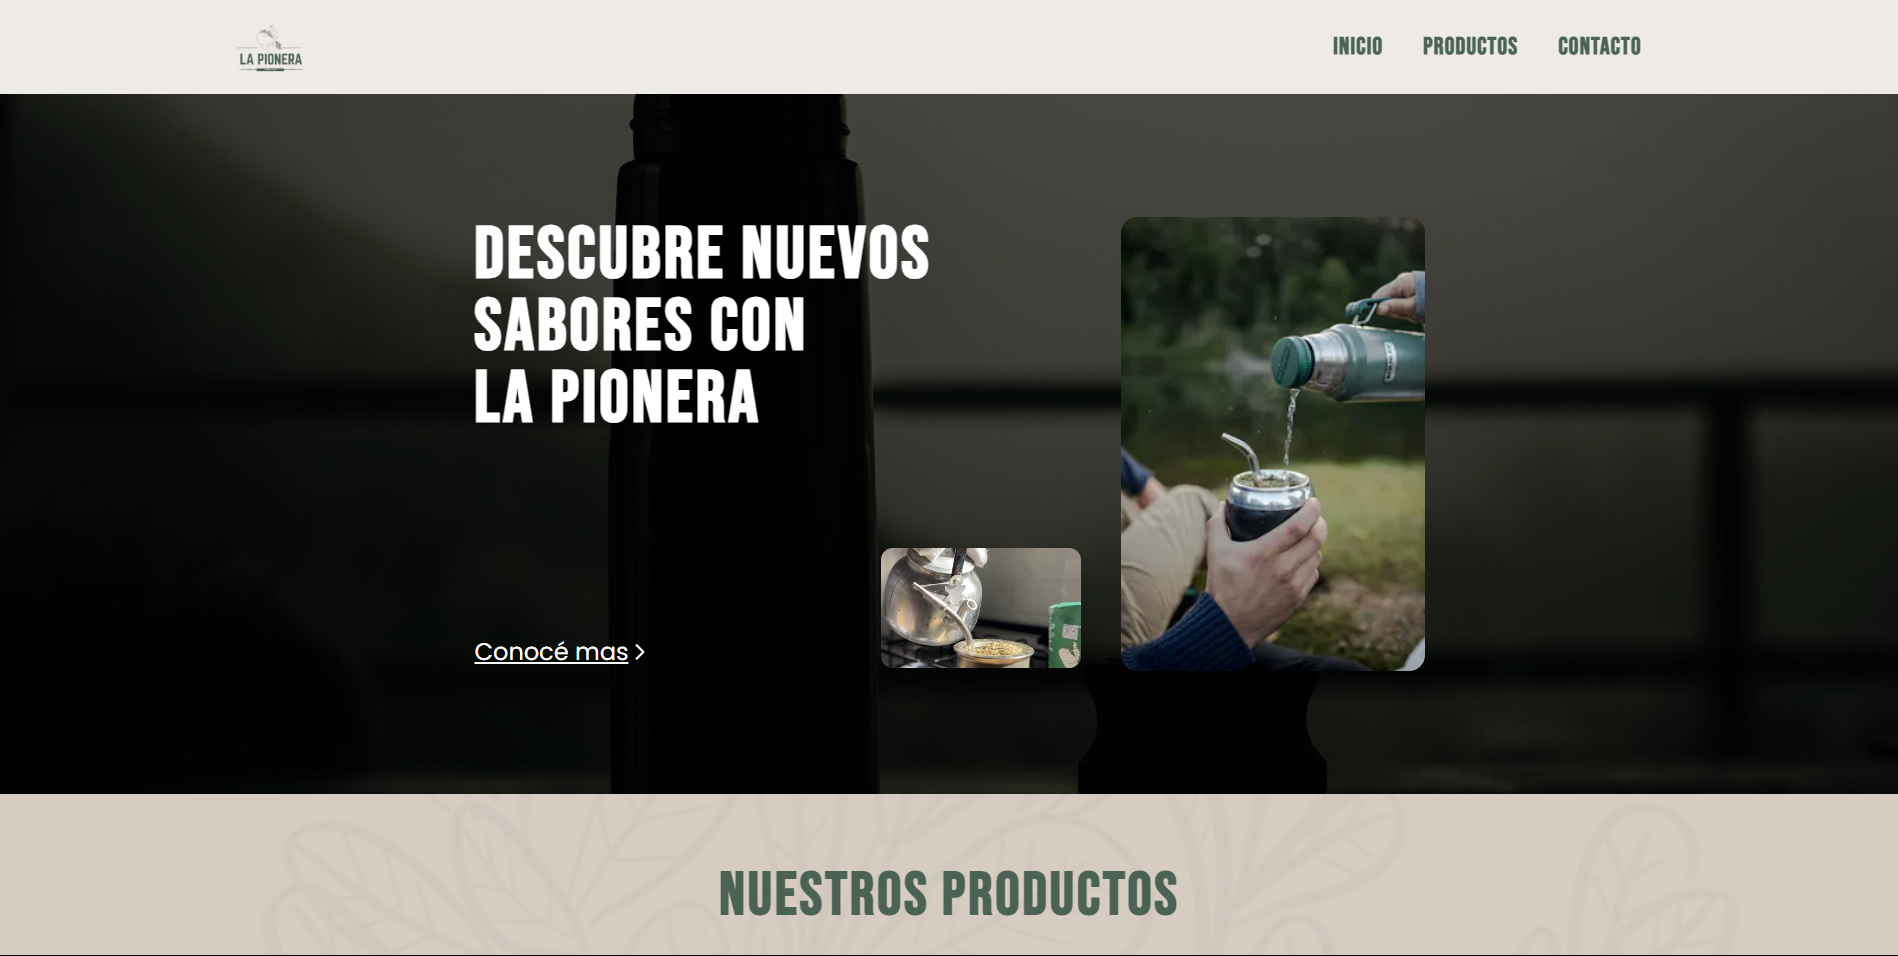 LA PIONERA
INICIO PRODUCTOS CONTACTO
DESCUBRE NUEVOS
SABORES CON
LA PIONERA
Conocé mas
NUESTROS PRODUCTOS